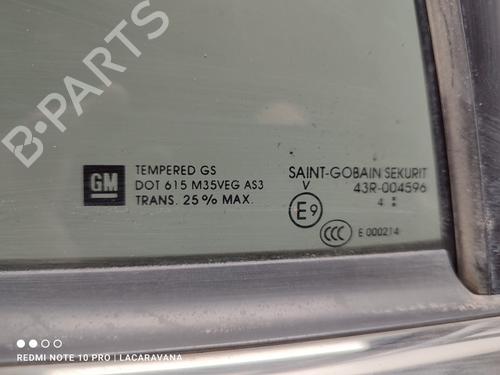 B-PARTS
GM
TEMPERED GS
DOT 615 M35VEG AS3
TRANS. 25% MAX.
SAINT-GOBAIN SEKURIT
V 43R-004596
4
E9
CCC E 000214
REDMI NOTE 10 PRO | LACARAVANA